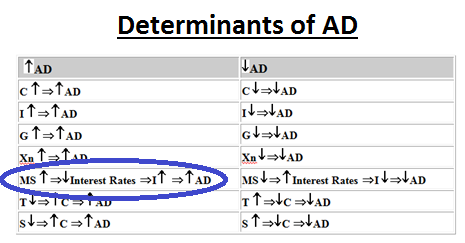 Determinants of AD
↑AD ↓AD
C↑⇒↑AD C↓⇒↓AD
I↑⇒↑AD I↓⇒↓AD
G↑⇒↑AD G↓⇒↓AD
Xn↑⇒↑AD Xn↓⇒↓AD
MS↑⇒↓Interest Rates ⇒I↑ ⇒↑AD MS↓⇒↑Interest Rates ⇒I↓⇒↓AD
T↓⇒↑C ⇒↑AD T↑⇒↓C ⇒↓AD
S↓⇒↑C ⇒↑AD S↑⇒↓C ⇒↓AD